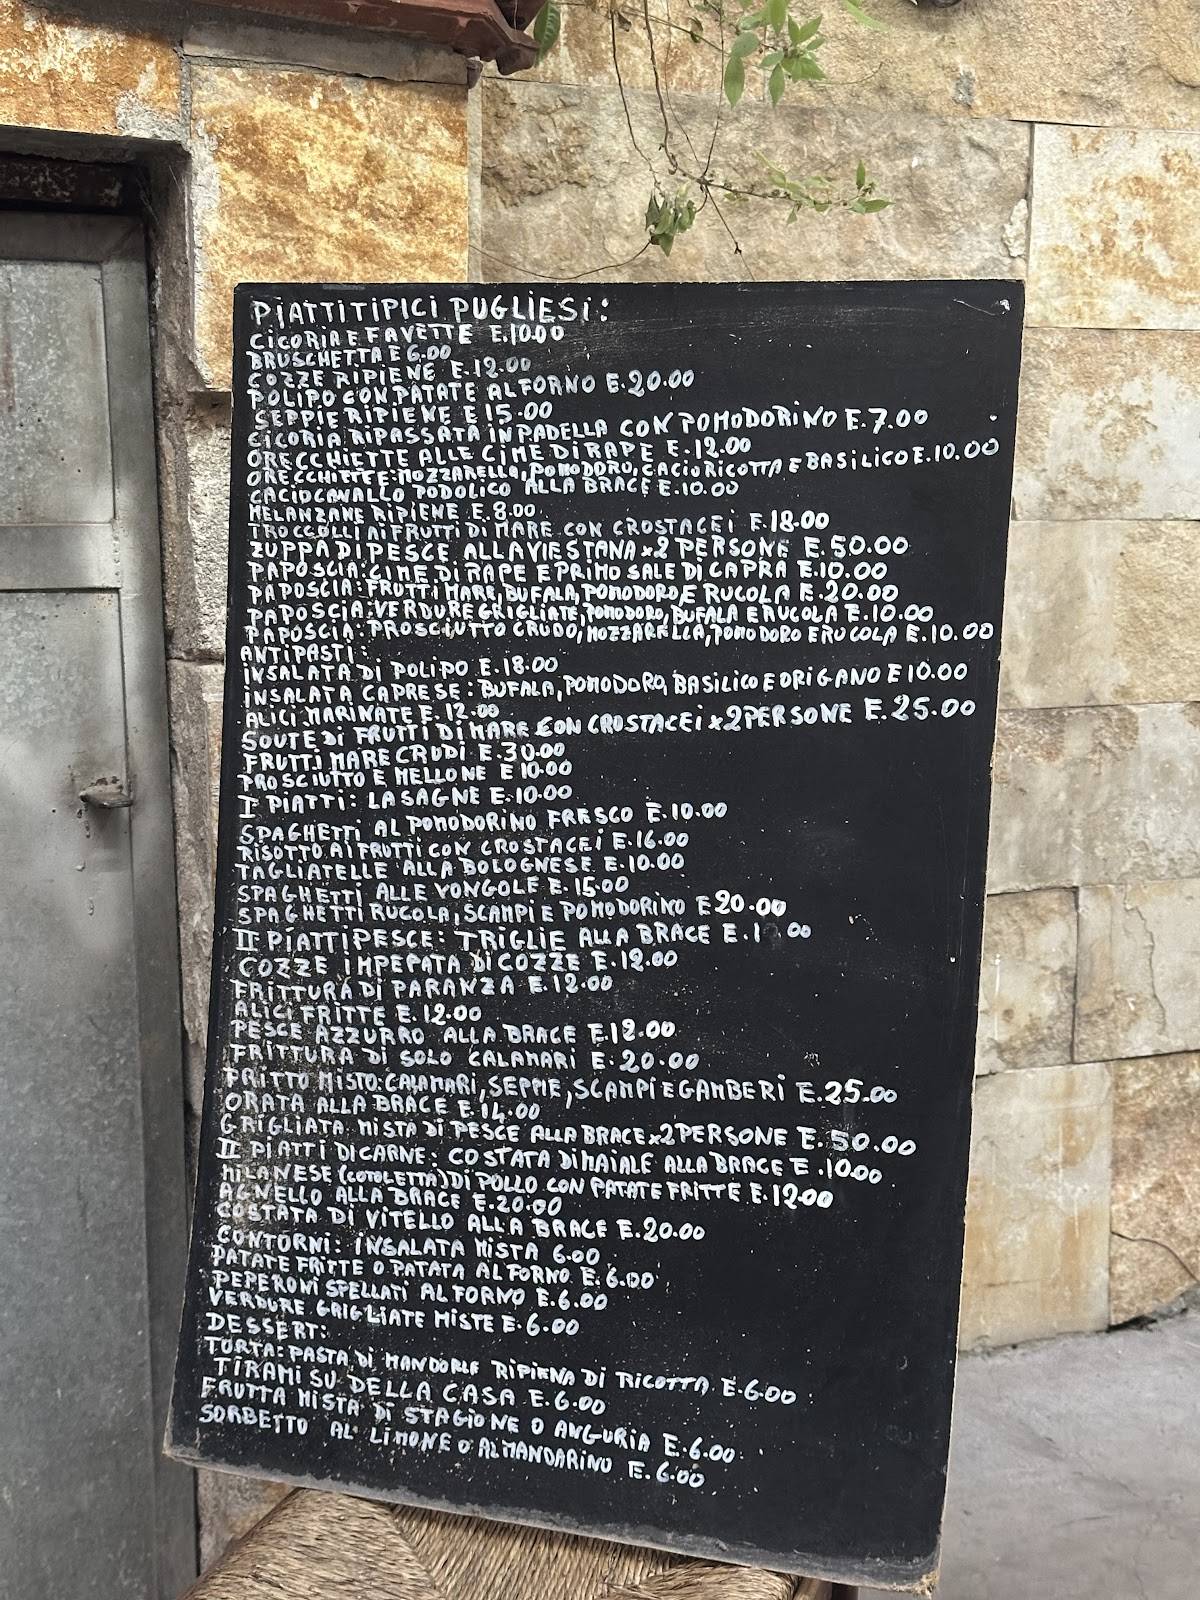 PIATTI TIPICI PUGLIESI:
CICORIA E FAVETTE E.10.00
BRUSCHETTA E 6.00
COZZE RIPIENE E.12.00
POLIPO CON PATATE AL FORNO E.20.00
SEPPIE RIPIENE E 15.00
CICORIA RIPASSATA IN PADELLA CON POMODORINO E.7.00
ORECCHIETTE ALLE CIME DI RAPE E.12.00
ORECCHIETTE: MOZZARELLA, POMODORO, CACIORICOTTA E BASILICO E.10.00
CACIOCAVALLO PODOLICO ALLA BRACE E.10.00
MELANZANE RIPIENE E.8.00
TROCCOLI AI FRUTTI DI MARE CON CROSTACEI E.18.00
ZUPPA DI PESCE ALLA VIESTANA x 2 PERSONE E.50.00
PAPOSCIA: CIME DI RAPE E PRIMO SALE DI CAPRA E.10.00
PAPOSCIA: FRUTTI MARE, BUFALA, POMODORO E RUCOLA E.20.00
PAPOSCIA: VERDURE GRIGLIATE, POMODORO, BUFALA E RUCOLA E.10.00
PAPOSCIA: PROSCIUTTO CRUDO, MOZZARELLA, POMODORO E RUCOLA E.10.00
ANTIPASTI:
INSALATA DI POLIPO E.18.00
INSALATA CAPRESE: BUFALA, POMODORO, BASILICO E ORIGANO E 10.00
ALICI MARINATE E.12.00
SOUTE DI FRUTTI DI MARE CON CROSTACEI x 2 PERSONE E.25.00
FRUTTI MARE CRUDI E.30.00
PROSCIUTTO E MELLONE E 10.00
I PIATTI: LASAGNE E.10.00
SPAGHETTI AL POMODORINO FRESCO E.10.00
RISOTTO AI FRUTTI CON CROSTACEI E.16.00
TAGLIATELLE ALLA BOLOGNESE E.10.00
SPAGHETTI ALLE VONGOLE E.15.00
SPAGHETTI RUCOLA, SCAMPI E POMODORINO E 20.00
II PIATTI PESCE: TRIGLIE ALLA BRACE
COZZE IMPEPATA DI COZZE E.12.00
FRITTURA DI PARANZA E.12.00
ALICI FRITTE E.12.00
PESCE AZZURRO ALLA BRACE E.12.00
FRITTURA DI SOLO CALAMARI E.20.00
FRITTO MISTO: CALAMARI, SEPPIE, SCAMPI E GAMBERI E.25.00
ORATA ALLA BRACE E.14.00
GRIGLIATA MISTA DI PESCE ALLA BRACE x 2 PERSONE E.50.00
II PIATTI DI CARNE: COSTATA DI MAIALE ALLA BRACE E.10.00
MILANESE (COTOLETTA) DI POLLO CON PATATE FRITTE E.12.00
AGNELLO ALLA BRACE E.20.00
COSTATA DI VITELLO ALLA BRACE E.20.00
CONTORNI: INSALATA MISTA 6.00
PATATE FRITTE O PATATA AL FORNO E.6.00
PEPERONI SPELLATI AL FORNO E.6.00
VERDURE GRIGLIATE MISTE E.6.00
DESSERT:
TORTA: PASTA DI MANDORLE RIPIENA DI RICOTTA E.6.00
TIRAMISU DELLA CASA E.6.00
FRUTTA MISTA DI STAGIONE O ANGURIA E.6.00
SORBETTO AL LIMONE O AL MANDARINO E.6.00